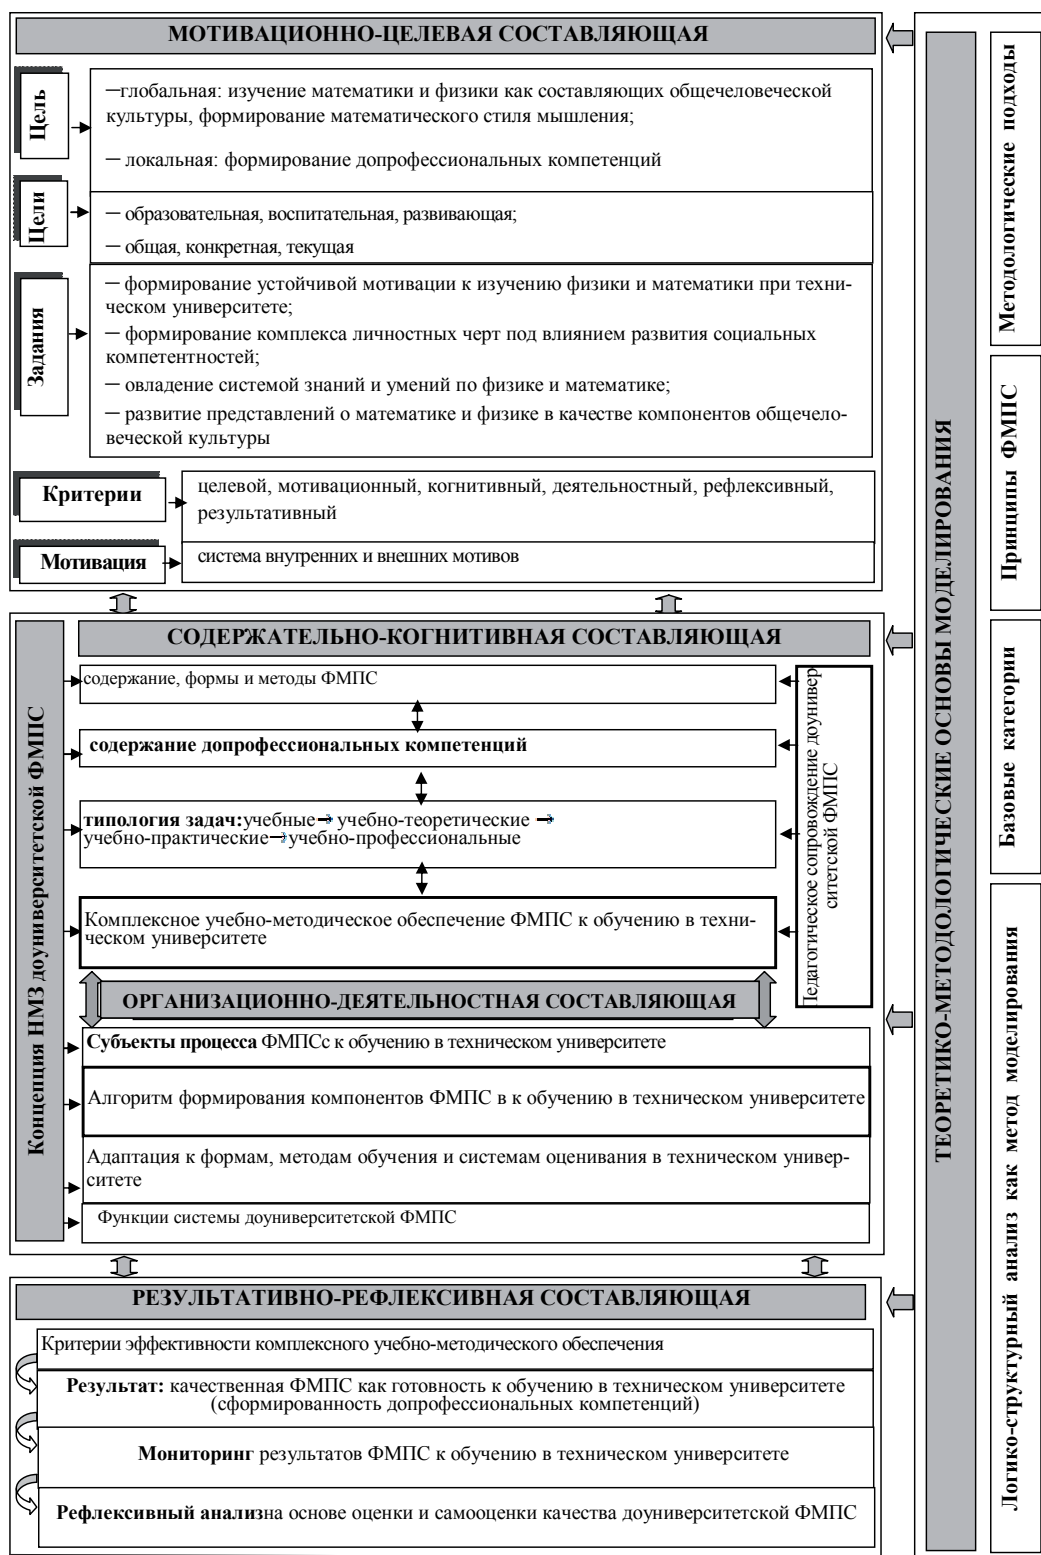 МОТИВАЦИОННО-ЦЕЛЕВАЯ СОСТАВЛЯЮЩАЯ
Цель
—глобальная: изучение математики и физики как составляющих общечеловеческой
культуры, формирование математического стиля мышления;
— локальная: формирование допрофессиональных компетенций
Цели
— образовательная, воспитательная, развивающая;
— общая, конкретная, текущая
Задания
— формирование устойчивой мотивации к изучению физики и математики при техни-
ческом университете;
— формирование комплекса личностных черт под влиянием развития социальных
компетентностей;
— овладение системой знаний и умений по физике и математике;
— развитие представлений о математике и физике в качестве компонентов общечело-
веческой культуры
Критерии
целевой, мотивационный, когнитивный, деятельностный, рефлексивный,
результативный
Мотивация
система внутренних и внешних мотивов
Концепция НМЗ доуниверситетской ФМПС
СОДЕРЖАТЕЛЬНО-КОГНИТИВНАЯ СОСТАВЛЯЮЩАЯ
содержание, формы и методы ФМПС
содержание допрофессиональных компетенций
типология задач:учебные→ учебно-теоретические →
учебно-практические→учебно-профессиональные
Комплексное учебно-методическое обеспечение ФМПС к обучению в техни-
ческом университете
Педагогическое сопровождение доунивер
ситетской ФМПС
ОРГАНИЗАЦИОННО-ДЕЯТЕЛЬНОСТНАЯ СОСТАВЛЯЮЩАЯ
Субъекты процесса ФМПСс к обучению в техническом университете
Алгоритм формирования компонентов ФМПС в к обучению в техническом университете
Адаптация к формам, методам обучения и системам оценивания в техническом универ-
ситете
Функции системы доуниверситетской ФМПС
РЕЗУЛЬТАТИВНО-РЕФЛЕКСИВНАЯ СОСТАВЛЯЮЩАЯ
Критерии эффективности комплексного учебно-методического обеспечения
Результат: качественная ФМПС как готовность к обучению в техническом университете
(сформированность допрофессиональных компетенций)
Мониторинг результатов ФМПС к обучению в техническом университете
Рефлексивный анализна основе оценки и самооценки качества доуниверситетской ФМПС
ТЕОРЕТИКО-МЕТОДОЛОГИЧЕСКИЕ ОСНОВЫ МОДЕЛИРОВАНИЯ
Методологические подходы
Принципы ФМПС
Базовые категории
Логико-структурный анализ как метод моделирования